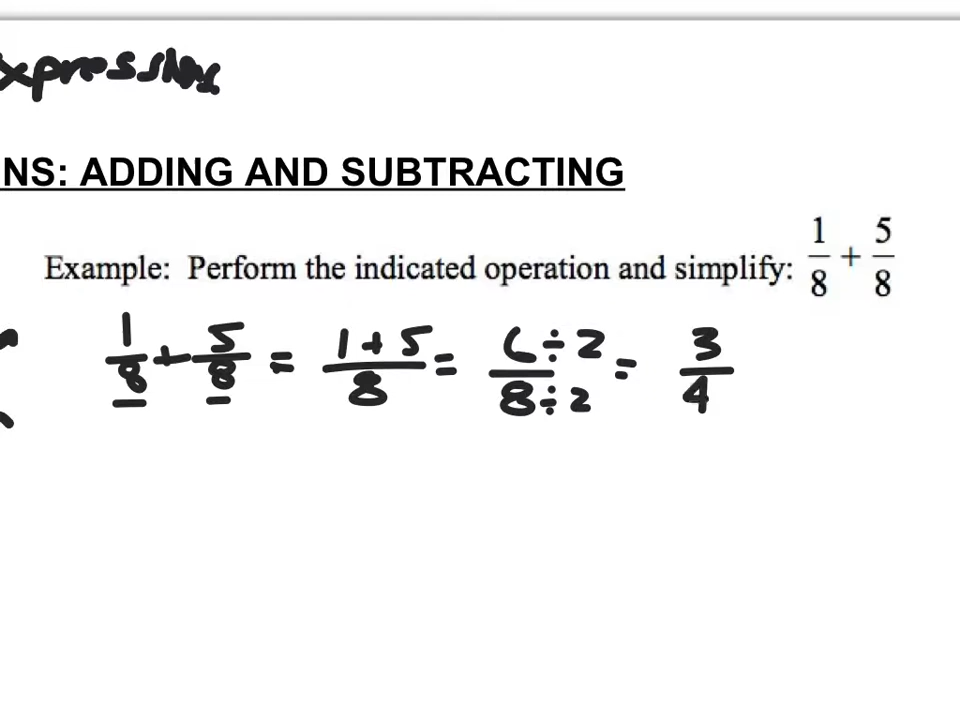 xpressions
NS: ADDING AND SUBTRACTING
Example: Perform the indicated operation and simplify: 1/8 + 5/8
1/8 + 5/8 = 1+5/8 = 6÷2/8÷2 = 3/4